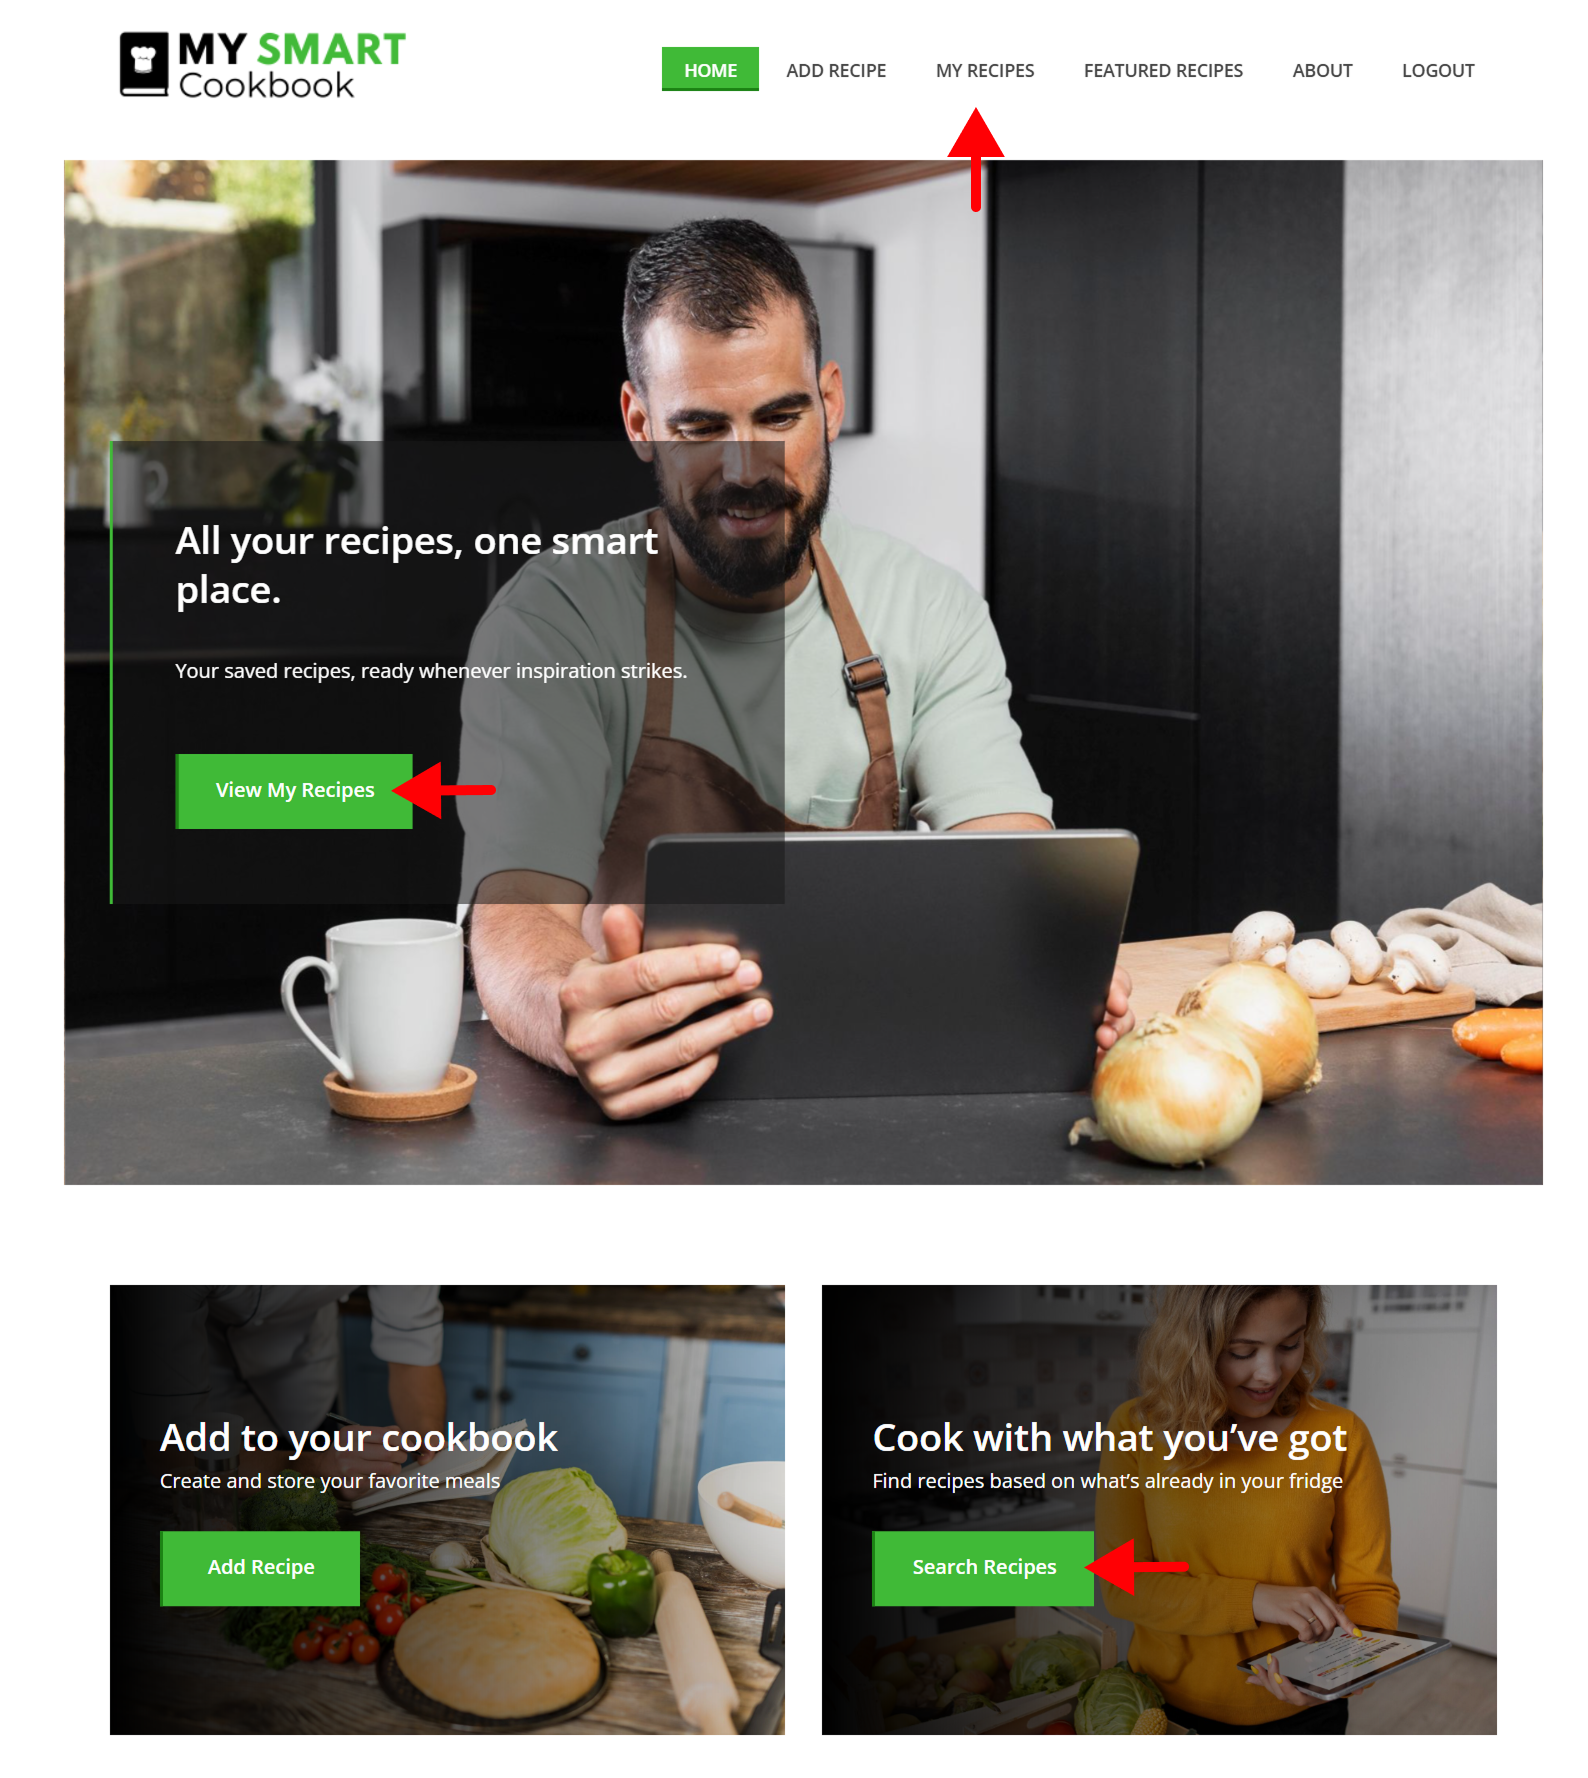 MY SMART
Cookbook
HOME
ADD RECIPE
MY RECIPES
FEATURED RECIPES
ABOUT
LOGOUT
All your recipes, one smart
place.
Your saved recipes, ready whenever inspiration strikes.
View My Recipes
Add to your cookbook
Create and store your favorite meals
Add Recipe
Cook with what you’ve got
Find recipes based on what’s already in your fridge
Search Recipes